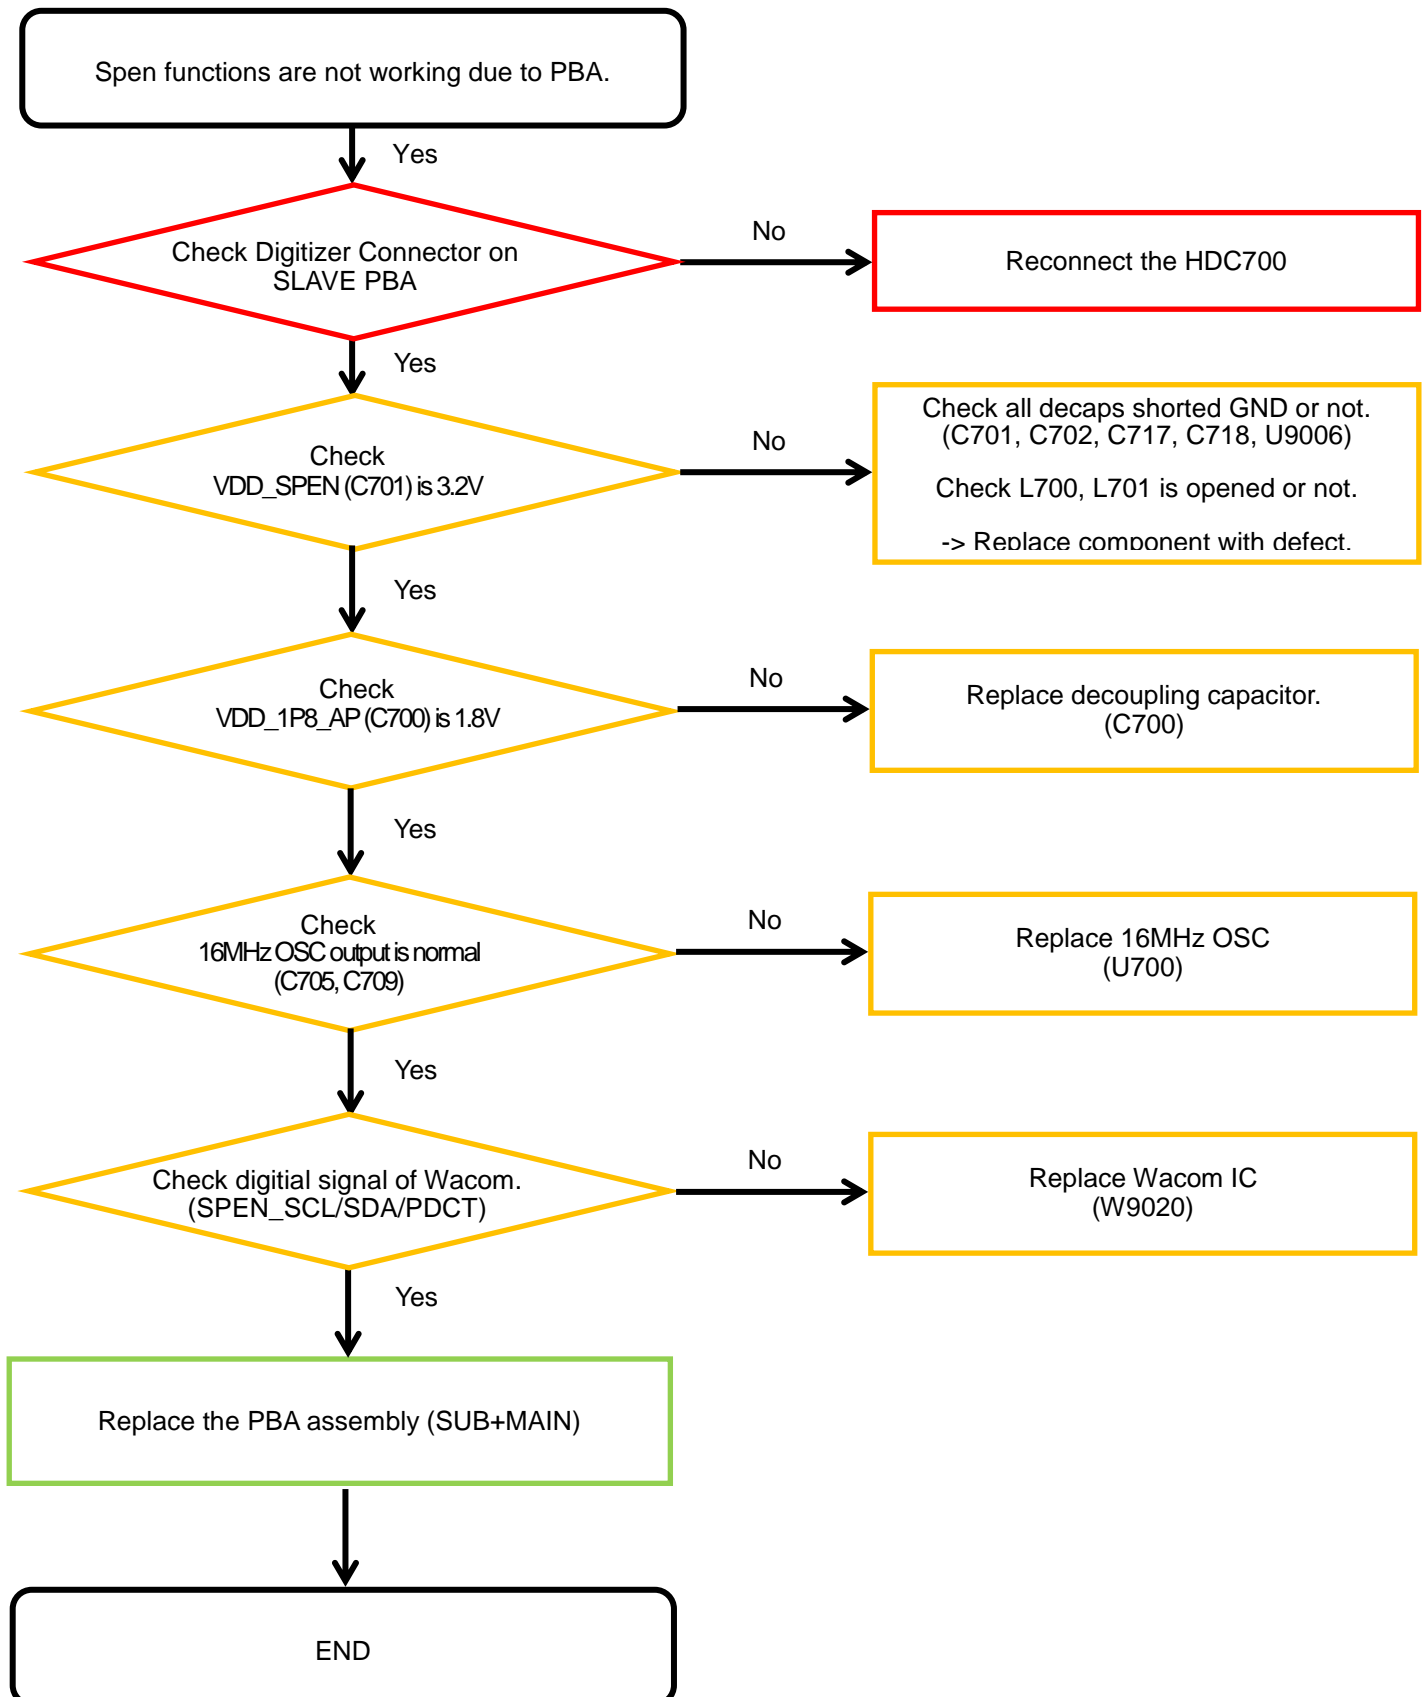 Spen functions are not working due to PBA.
Yes
Check Digitizer Connector on
SLAVE PBA
No
Reconnect the HDC700
Yes
Check
VDD_SPEN (C701) is 3.2V
No
Check all decaps shorted GND or not.
(C701, C702, C717, C718, U9006)
Check L700, L701 is opened or not.
-> Replace component with defect.
Yes
Check
VDD_1P8_AP (C700) is 1.8V
No
Replace decoupling capacitor.
(C700)
Yes
Check
16MHz OSC output is normal
(C705, C709)
No
Replace 16MHz OSC
(U700)
Yes
Check digitial signal of Wacom.
(SPEN_SCL/SDA/PDCT)
No
Replace Wacom IC
(W9020)
Yes
Replace the PBA assembly (SUB+MAIN)
END